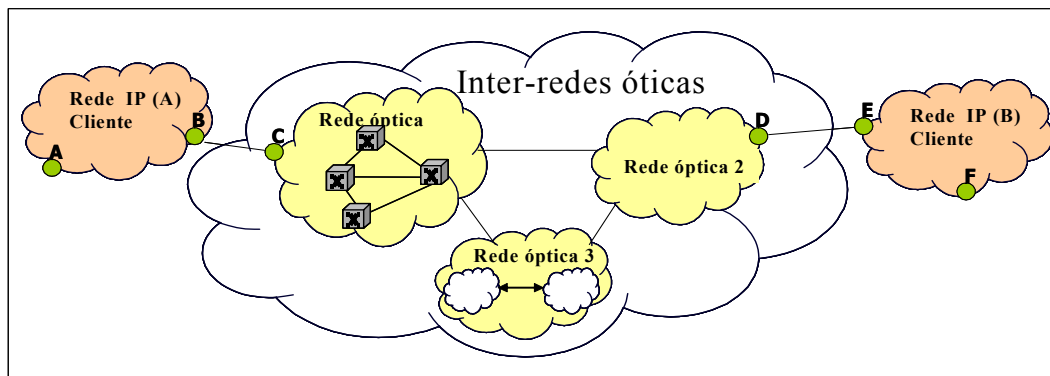 Inter-redes óticas
Rede IP (A)
Cliente
A
B
C
Rede óptica
Rede óptica 2
D
E
Rede IP (B)
Cliente
F
Rede óptica 3